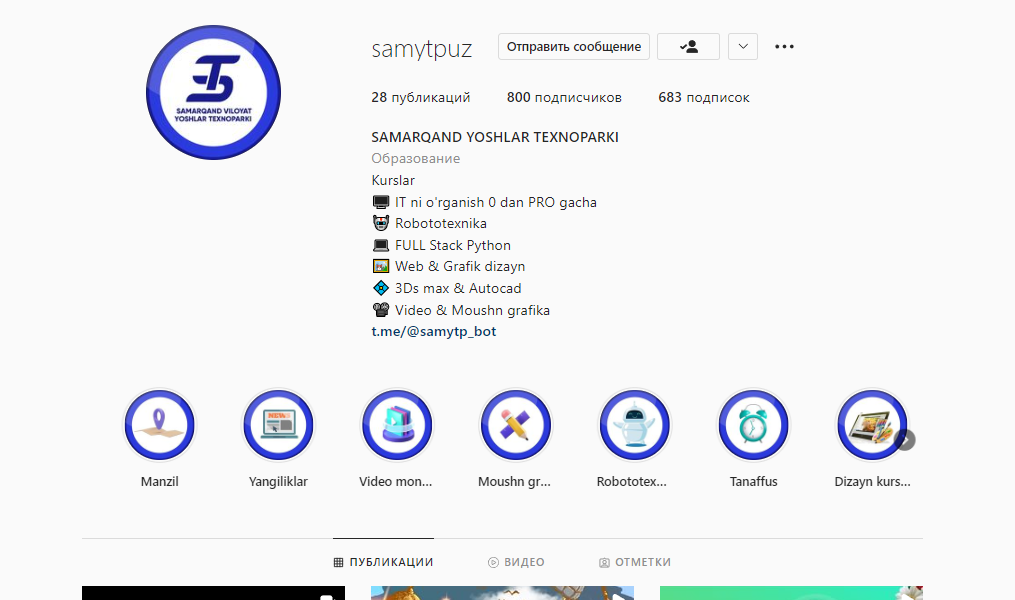 samytpuz
Отправить сообщение
28 публикаций 800 подписчиков 683 подписок
SAMARQAND VILOYAT
YOSHLAR TEXNOPARKI
SAMARQAND YOSHLAR TEXNOPARKI
Образование
Kurslar
IT ni o'rganish 0 dan PRO gacha
Robototexnika
FULL Stack Python
Web & Grafik dizayn
3Ds max & Autocad
Video & Moushn grafika
t.me/@samytp_bot
NEWS
Manzil Yangiliklar Video mon... Moushn gr... Robototex... Tanaffus Dizayn kurs...
ПУБЛИКАЦИИ ВИДЕО ОТМЕТКИ